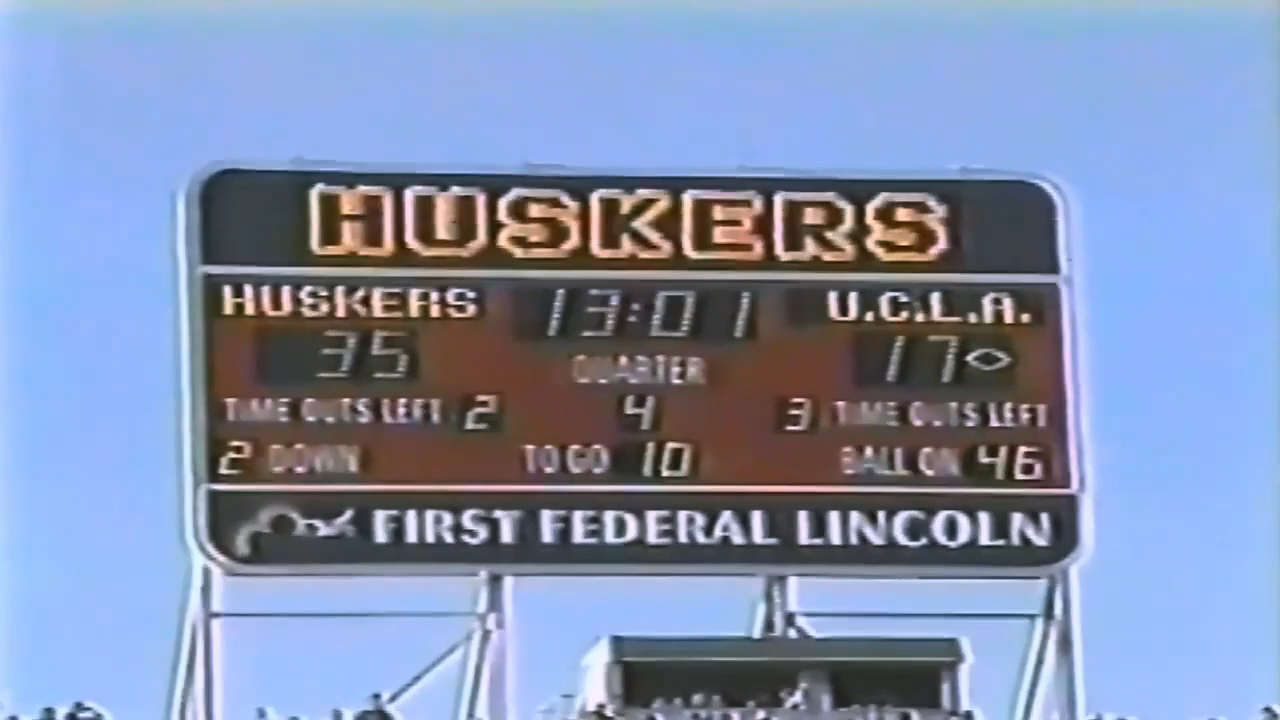 HUSKERS
HUSKERS 13:01 U.C.L.A.
35 QUARTER 17
TIME OUTS LEFT 2 4 3 TIME OUTS LEFT
2 DOWN TO GO 10 BALL ON 46
FIRST FEDERAL LINCOLN